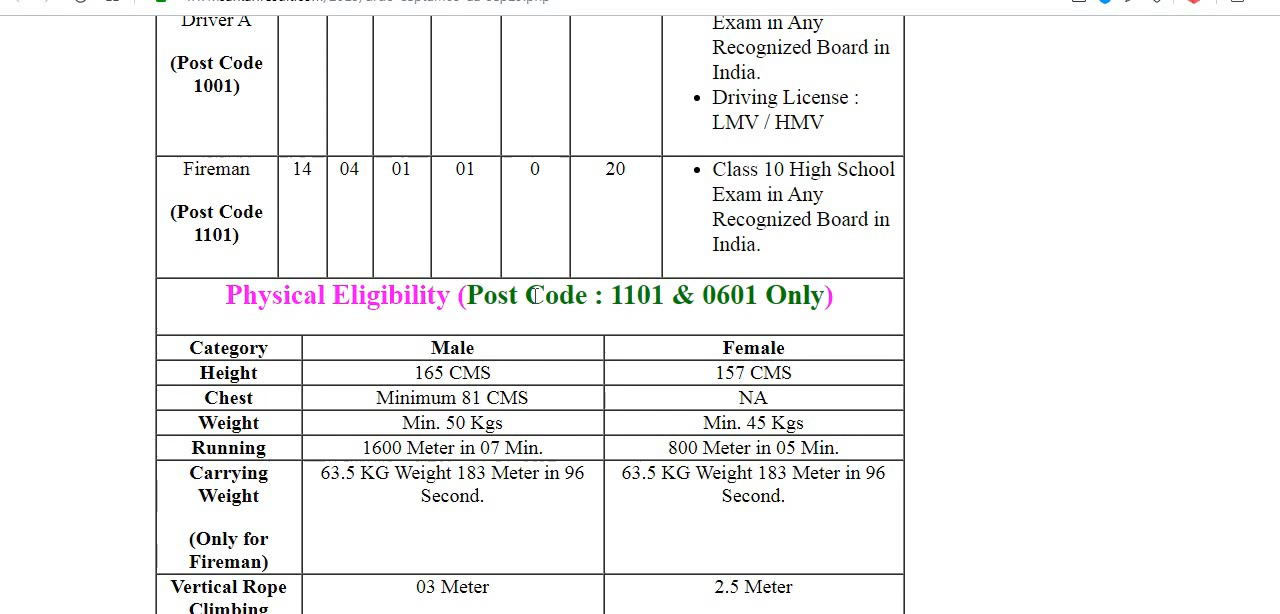 Driver A
(Post Code
1001)
Exam in Any
Recognized Board in
India.
• Driving License :
LMV / HMV
Fireman
(Post Code
1101)
14 04 01 01 0 20
• Class 10 High School
Exam in Any
Recognized Board in
India.
Physical Eligibility (Post Code : 1101 & 0601 Only)
Category Male Female
Height 165 CMS 157 CMS
Chest Minimum 81 CMS NA
Weight Min. 50 Kgs Min. 45 Kgs
Running 1600 Meter in 07 Min. 800 Meter in 05 Min.
Carrying
Weight
(Only for
Fireman)
63.5 KG Weight 183 Meter in 96
Second.
63.5 KG Weight 183 Meter in 96
Second.
Vertical Rope
Climbing
03 Meter 2.5 Meter